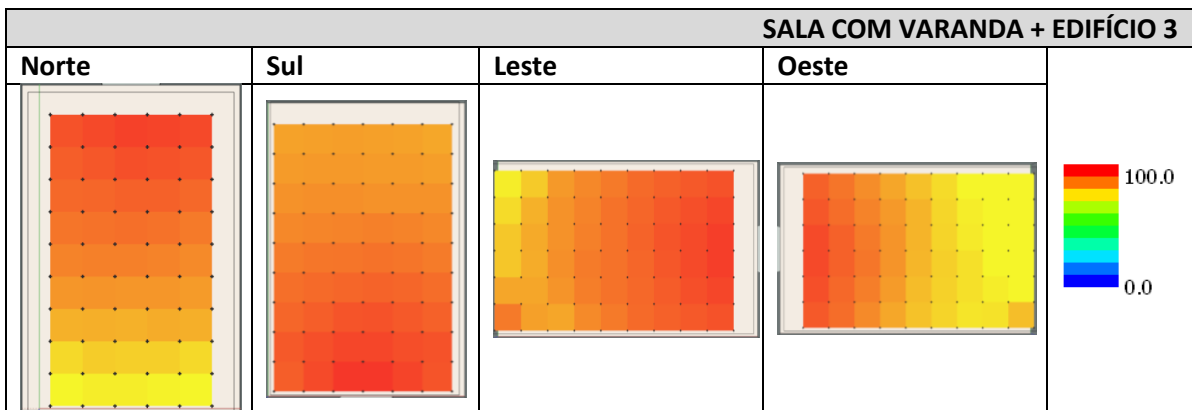 SALA COM VARANDA + EDIFÍCIO 3
Norte
Sul
Leste
Oeste
100.0
0.0